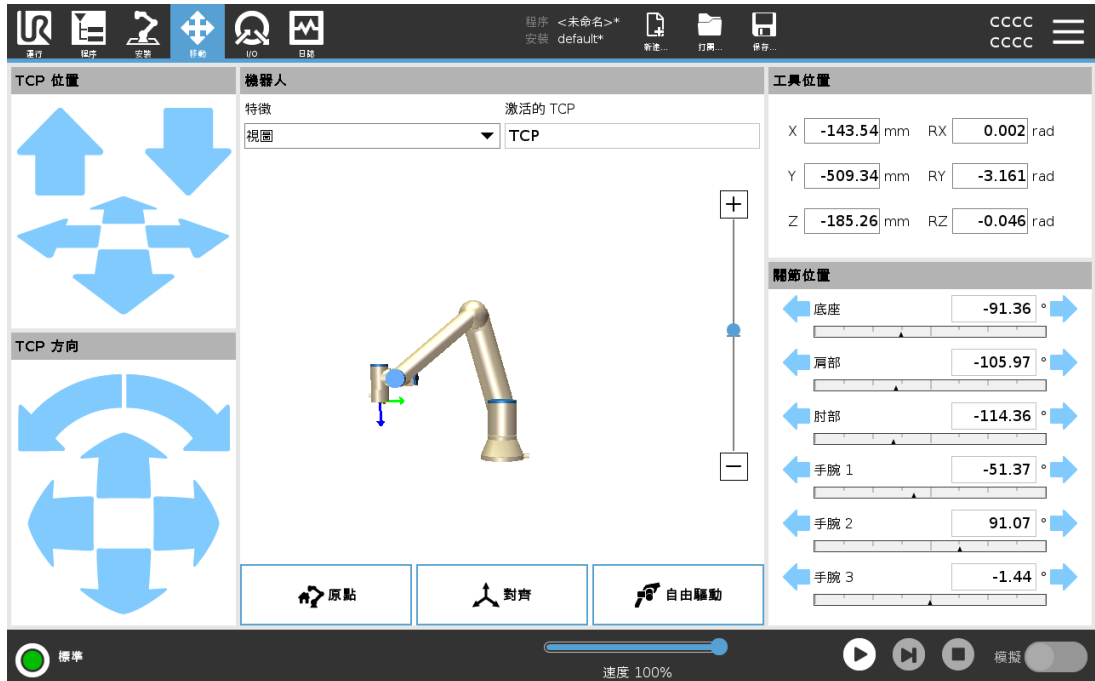 UR
運行
程序
安裝
移動
I/O
日誌
程序 <未命名>*
安裝 default*
新建...
打開...
保存...
CCCC
CCCC
TCP 位置
機器人
工具位置
特徵
激活的 TCP
視圖
TCP
X -143.54 mm RX 0.002 rad
Y -509.34 mm RY -3.161 rad
Z -185.26 mm RZ -0.046 rad
關節位置
底座 -91.36 °
肩部 -105.97 °
肘部 -114.36 °
手腕 1 -51.37 °
手腕 2 91.07 °
手腕 3 -1.44 °
TCP 方向
原點
對齊
自由驅動
標準
速度 100%
模擬